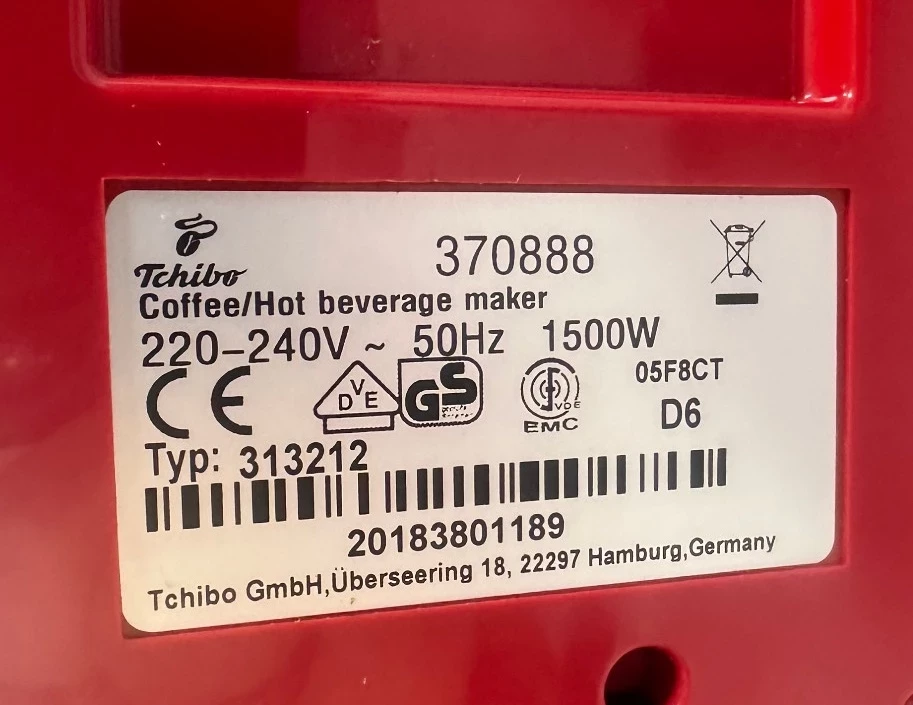 Tchibo
370888
Coffee/Hot beverage maker
220-240V ~ 50Hz 1500W
CE VDE GS VDE EMC 05F8CT
D6
Typ: 313212
20183801189
Tchibo GmbH,Überseering 18, 22297 Hamburg,Germany